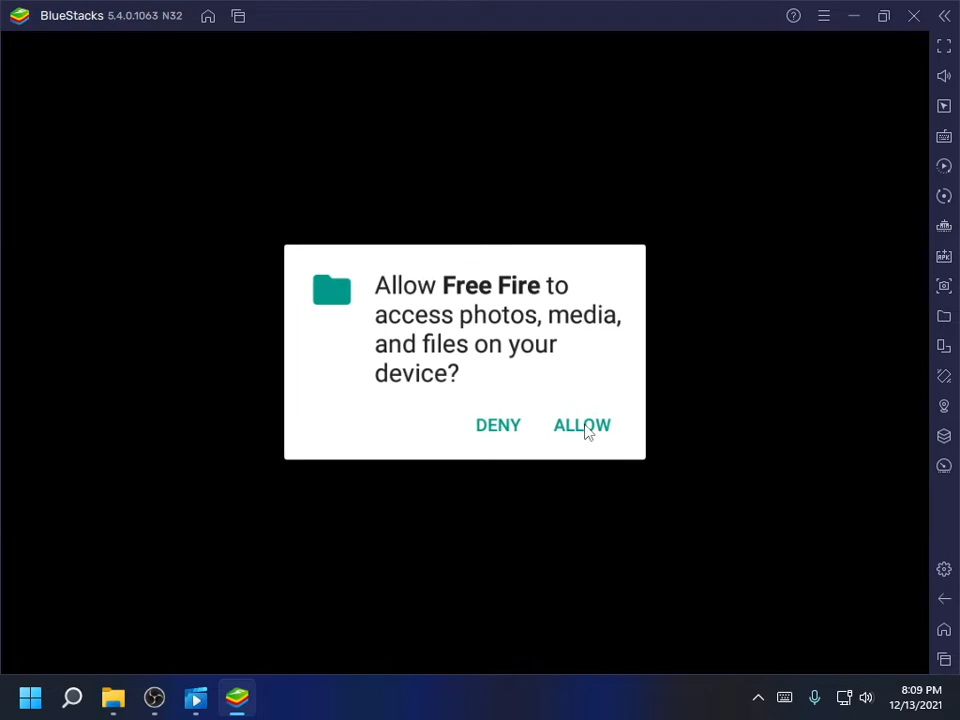 BlueStacks 5.4.0.1063 N32
Allow Free Fire to
access photos, media,
and files on your
device?
DENY ALLOW
APK
8:09 PM
12/13/2021